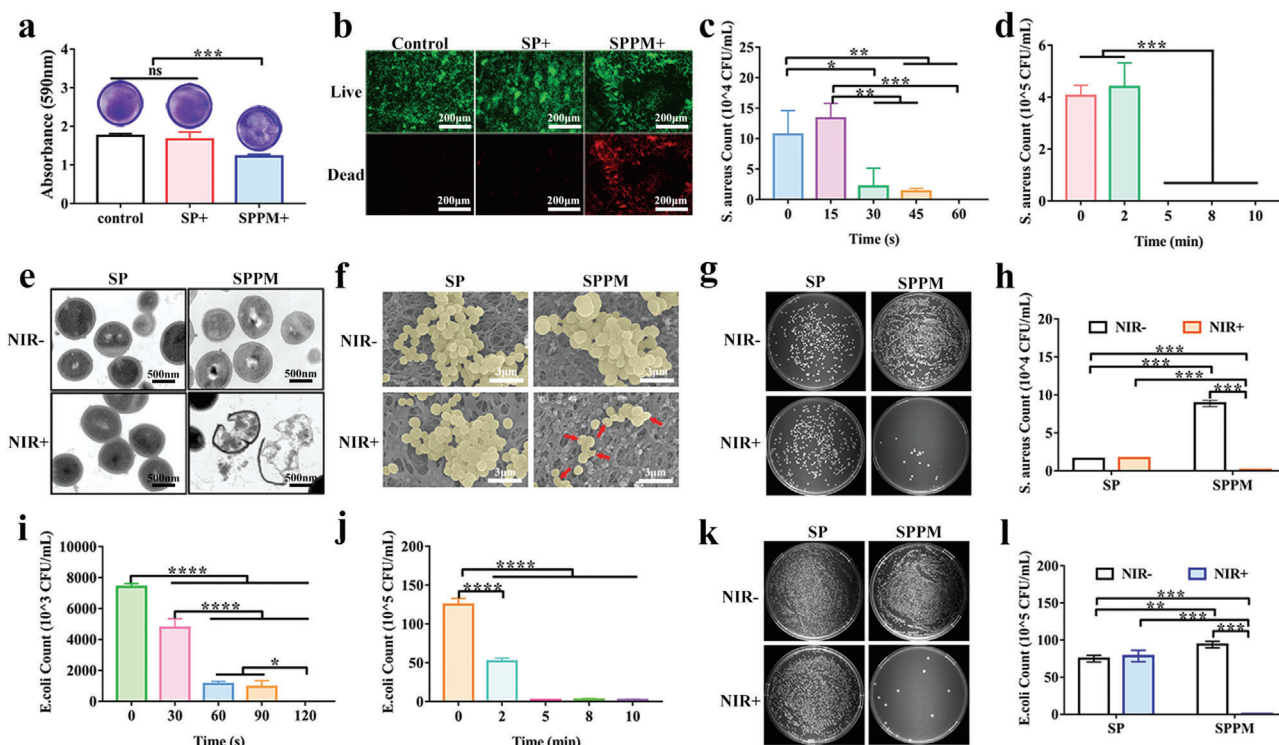 a
Absorbance (590nm)
4
3
2
1
0
***
ns
control
SP+
SPPM+
b
Control
SP+
SPPM+
Live
Dead
200μm
200μm
200μm
200μm
200μm
200μm
c
S. aureus Count (10^4 CFU/mL)
25
20
15
10
5
0
**
*
***
**
0
15
30
45
60
Time (s)
d
S. aureus Count (10^5 CFU/mL)
6
4
2
0
***
0
2
5
8
10
Time (min)
e
SP
SPPM
NIR-
NIR+
500nm
500nm
500nm
500nm
f
SP
SPPM
NIR-
NIR+
3μm
3μm
3μm
3μm
g
SP
SPPM
NIR-
NIR+
h
S. aureus Count (10^4 CFU/mL)
20
15
10
5
0
NIR-
NIR+
***
***
***
***
SP
SPPM
i
E.coli Count (10^3 CFU/mL)
10000
8000
6000
4000
2000
0
****
****
*
0
30
60
90
120
Time (s)
j
E.coli Count (10^5 CFU/mL)
200
150
100
50
0
****
****
0
2
5
8
10
Time (min)
k
SP
SPPM
NIR-
NIR+
l
E.coli Count (10^5 CFU/mL)
200
150
100
50
0
NIR-
NIR+
***
**
***
***
SP
SPPM